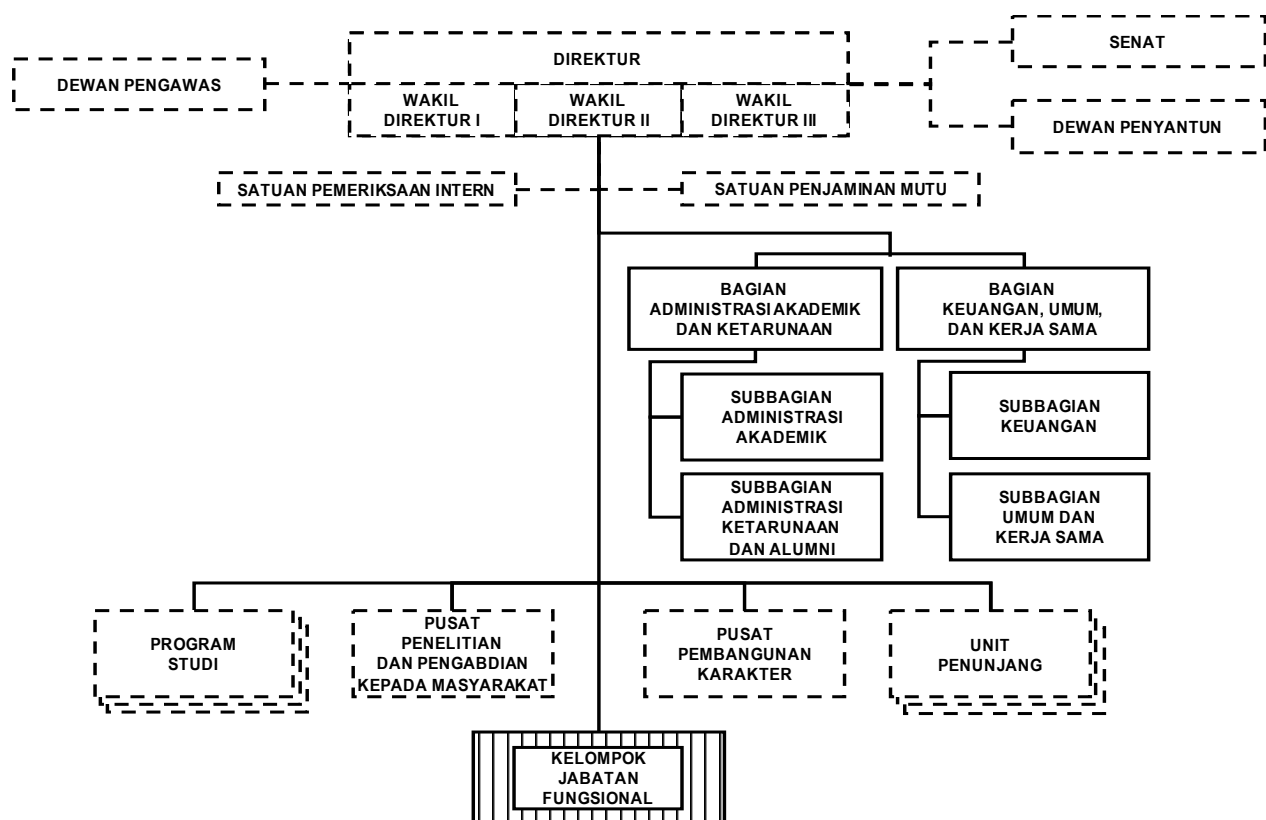 DIREKTUR
SENAT
DEWAN PENGAWAS
WAKIL
DIREKTUR I
WAKIL
DIREKTUR II
WAKIL
DIREKTUR III
DEWAN PENYANTUN
SATUAN PEMERIKSAAN INTERN
SATUAN PENJAMINAN MUTU
BAGIAN
ADMINISTRASI AKADEMIK
DAN KETARUNAAN
BAGIAN
KEUANGAN, UMUM,
DAN KERJA SAMA
SUBBAGIAN
ADMINISTRASI
AKADEMIK
SUBBAGIAN
KEUANGAN
SUBBAGIAN
ADMINISTRASI
KETARUNAAN
DAN ALUMNI
SUBBAGIAN
UMUM DAN
KERJA SAMA
PROGRAM
STUDI
PUSAT
PENELITIAN
DAN PENGABDIAN
KEPADA MASYARAKAT
PUSAT
PEMBANGUNAN
KARAKTER
UNIT
PENUNJANG
KELOMPOK
JABATAN
FUNGSIONAL